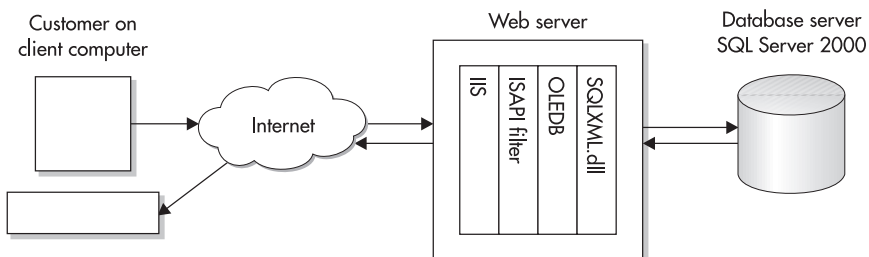 Customer on
client computer
Internet
Web server
IIS
ISAPI filter
OLEDB
SQLXML.dll
Database server
SQL Server 2000